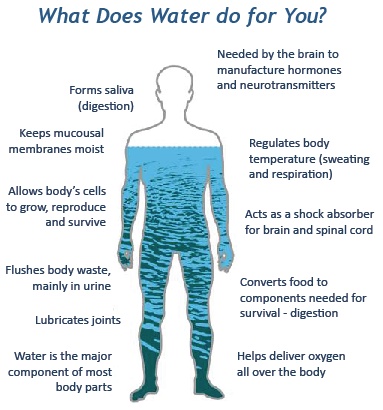 What Does Water do for You?
Needed by the brain to
manufacture hormones
and neurotransmitters
Forms saliva
(digestion)
Keeps mucousal
membranes moist
Regulates body
temperature (sweating
and respiration)
Allows body's cells
to grow, reproduce
and survive
Acts as a shock absorber
for brain and spinal cord
Flushes body waste,
mainly in urine
Converts food to
components needed for
survival - digestion
Lubricates joints
Water is the major
component of most
body parts
Helps deliver oxygen
all over the body